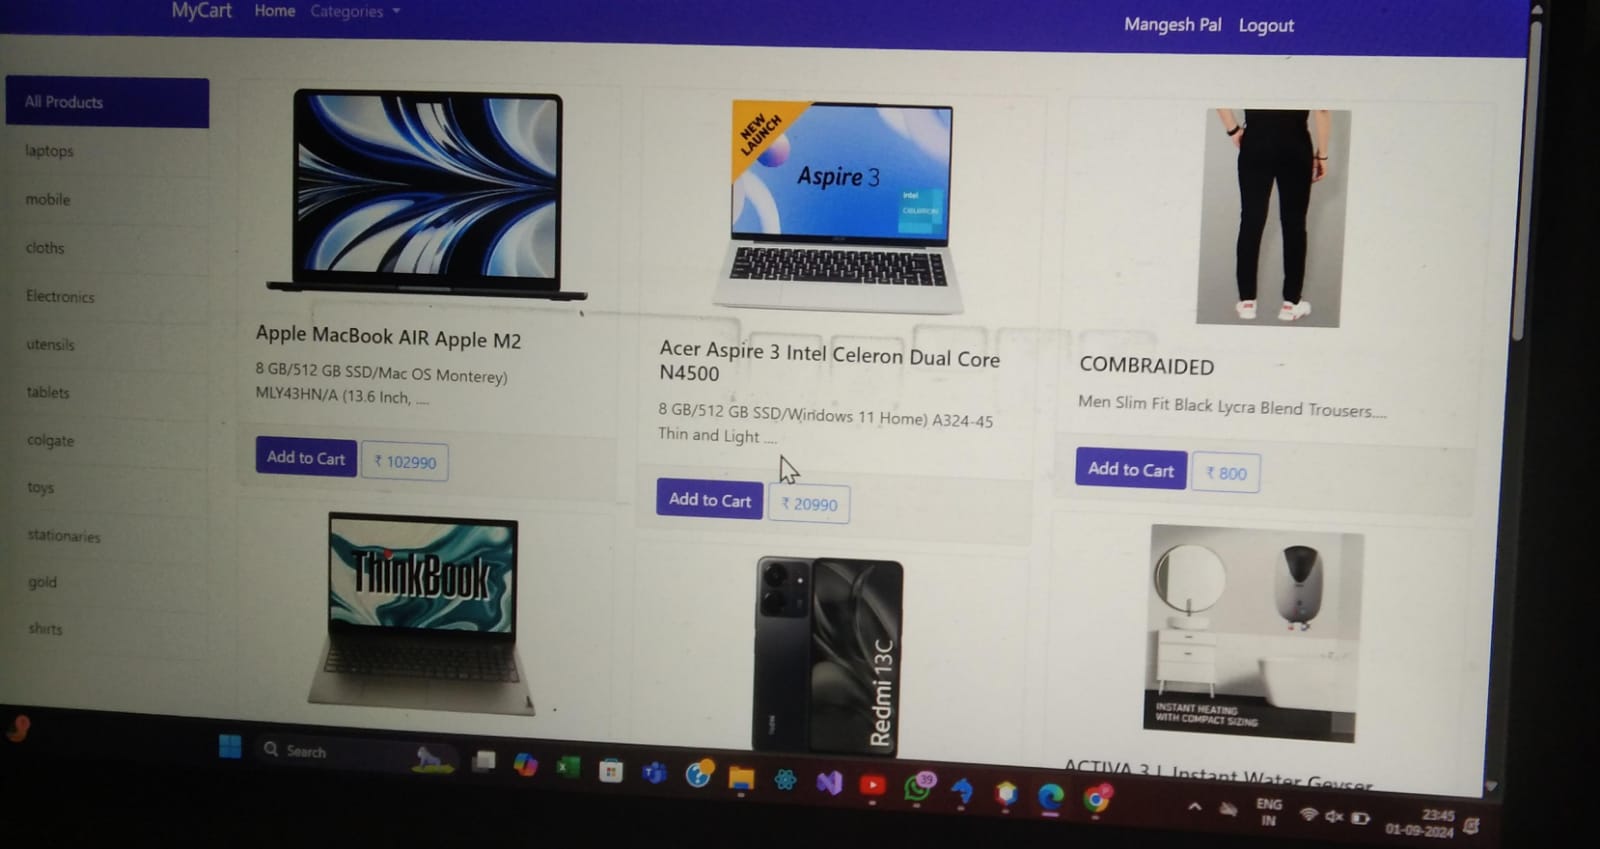 MyCart Home Categories
Mangesh Pal Logout
All Products
laptops
mobile
cloths
Electronics
utensils
tablets
colgate
toys
stationaries
gold
shirts
Apple MacBook AIR Apple M2
8 GB/512 GB SSD/Mac OS Monterey)
MLY43HN/A (13.6 Inch, ....
Add to Cart ₹ 102990
NEW
LAUNCH
Aspire 3
intel
CELERON
Acer Aspire 3 Intel Celeron Dual Core
N4500
8 GB/512 GB SSD/Windows 11 Home) A324-45
Thin and Light ....
Add to Cart ₹ 20990
COMBRAIDED
Men Slim Fit Black Lycra Blend Trousers....
Add to Cart ₹ 800
ThinkBook
Redmi 13C
INSTANT HEATING
WITH COMPACT SIZING
ACTIVA 3 L Instant Water Geyser
Search
39
ENG
IN
23:45
01-09-2024